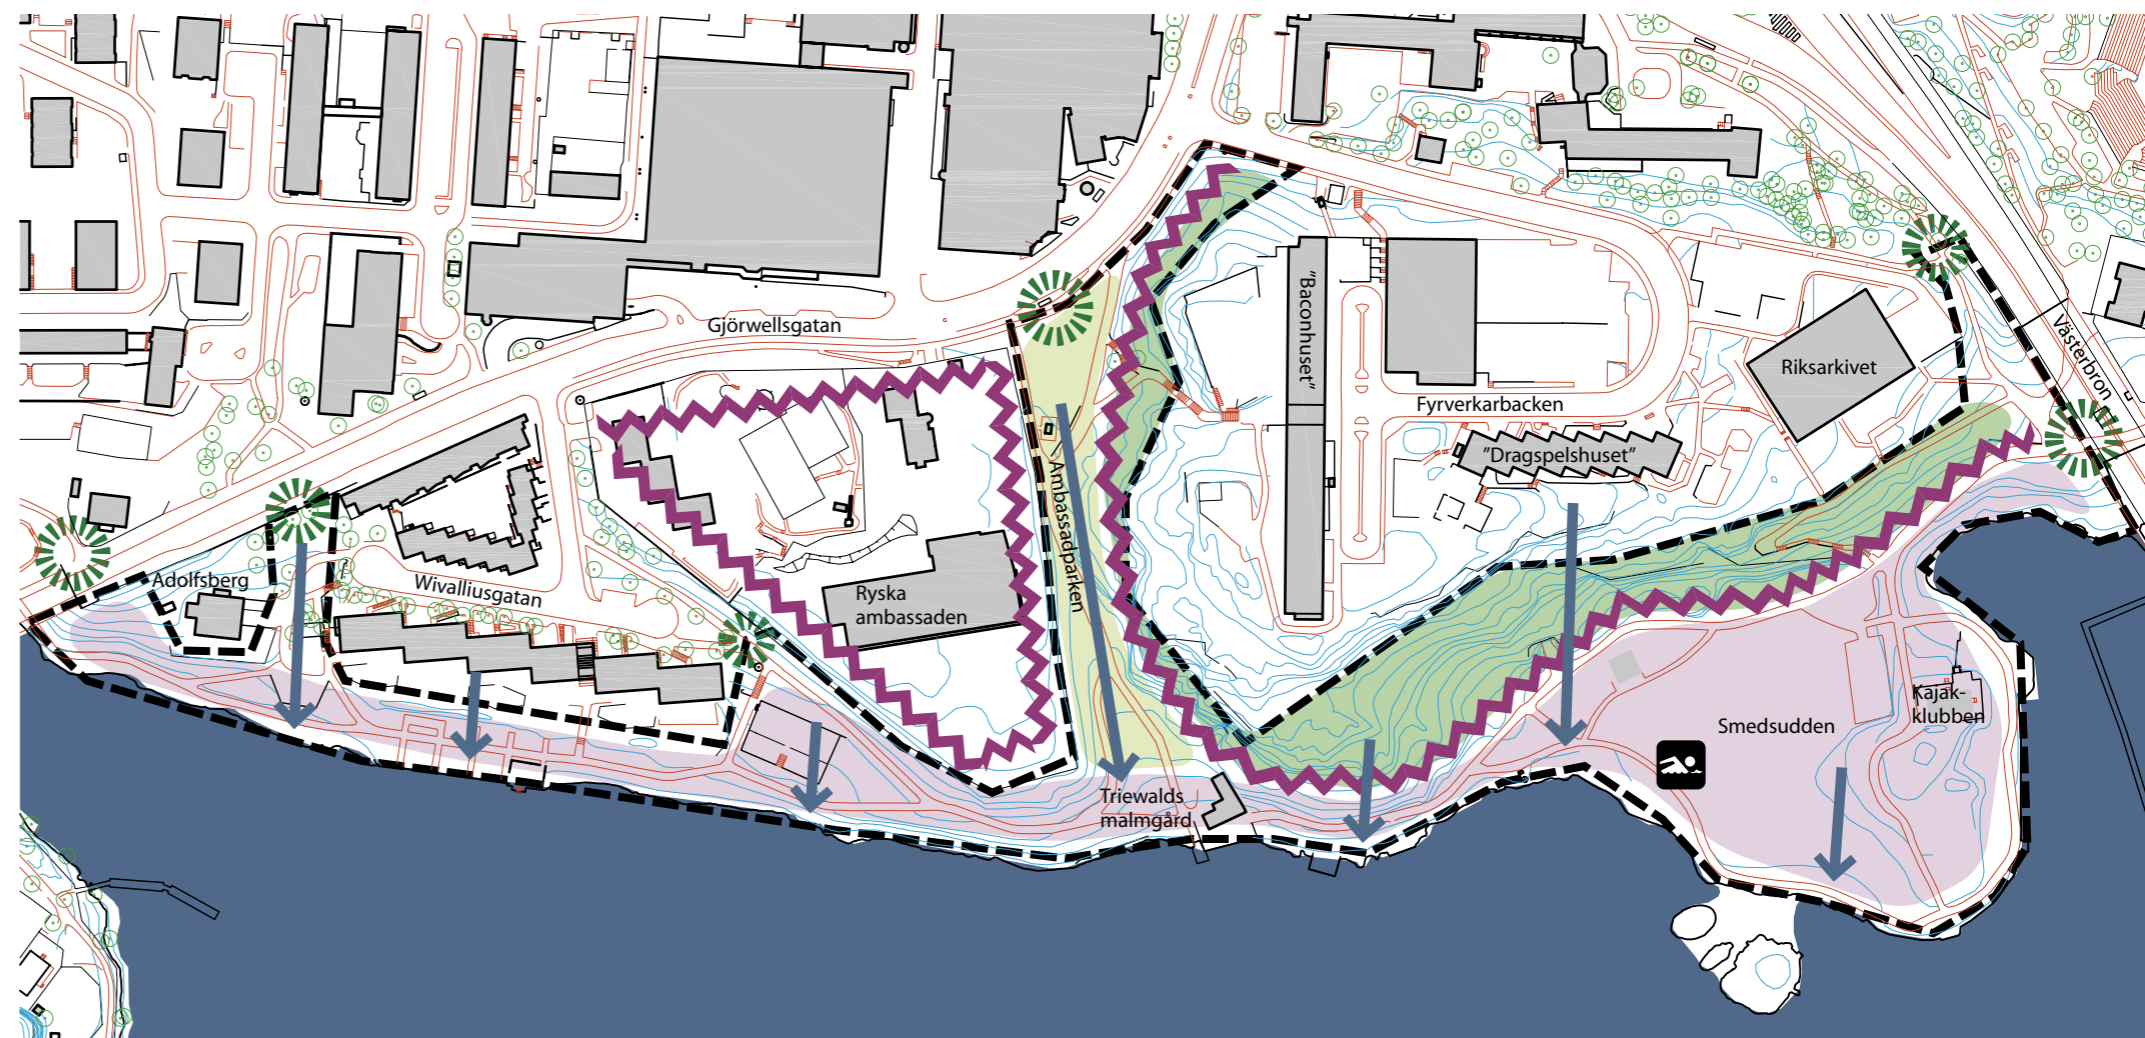 Gjörwellsgatan
"Baconhuset"
Riksarkivet
Västerbron
Fyrverkarbacken
"Dragspelshuset"
Ambassadparken
Adolfsberg
Wivalliusgatan
Ryska
ambassaden
Kajak-
klubben
Smedsudden
Triewalds
malmgård